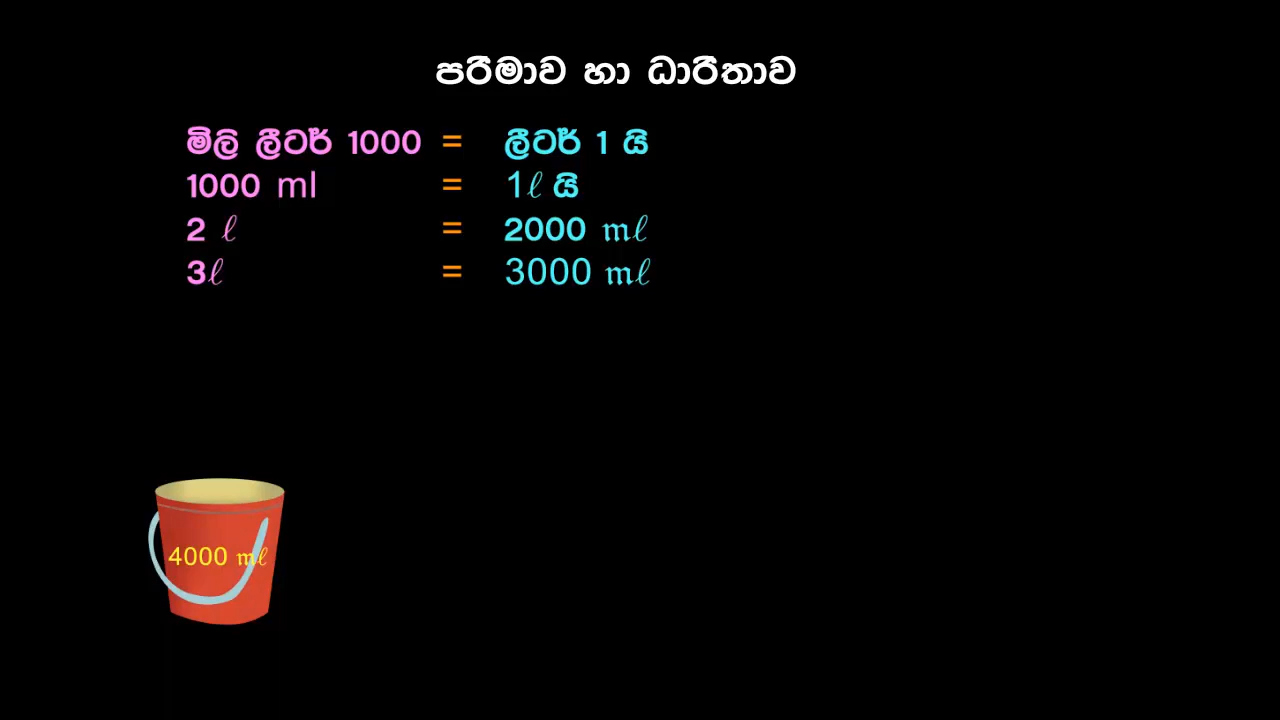 පරිමාව හා ධාරිතාව
මිලි ලීටර් 1000 = ලීටර් 1 යි
1000 ml = 1ℓ යි
2 ℓ = 2000 mℓ
3ℓ = 3000 mℓ
4000 mℓ